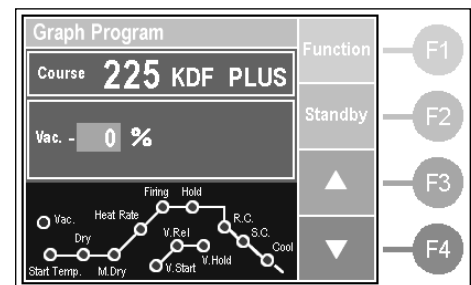 Graph Program
Function
F1
Course 225 KDF PLUS
Standby
F2
Vac. - 0 %
▲
F3
Firing Hold
Vac. Heat Rate R.C.
Dry V.Rel S.C.
Cool
Start Temp. M.Dry V.Start V.Hold
▼
F4